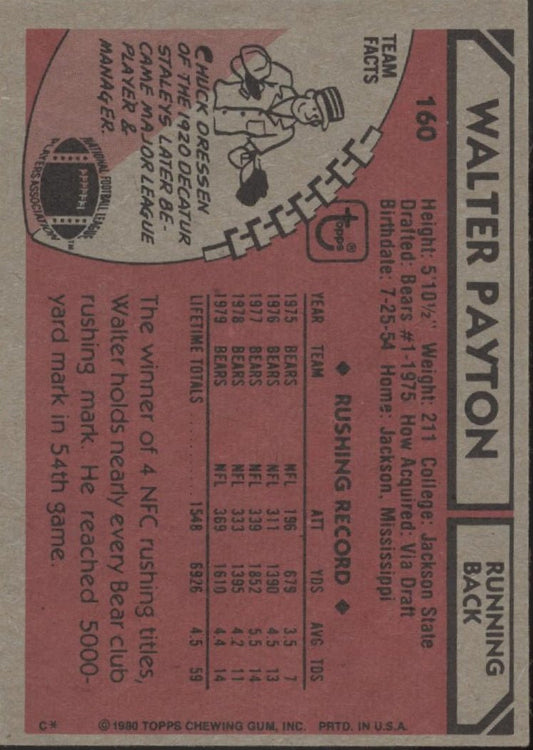 WALTER PAYTON
RUNNING
BACK
160
Height: 5'10½" Weight: 211 College: Jackson State
Drafted: Bears #1-1975 How Acquired: Via Draft
Birthdate: 7-25-54 Home: Jackson, Mississippi
TEAM
FACTS
CHUCK DRESSEN
OF THE 1920 DECATUR
STALEYS LATER BE-
CAME MAJOR LEAGUE
PLAYER &
MANAGER.
NATIONAL FOOTBALL LEAGUE
PLAYERS ASSOCIATION
TM
topps®
◆ RUSHING RECORD ◆
YEAR TEAM ATT YDS AVG TDS
1975 BEARS NFL 196 679 3.5 7
1976 BEARS NFL 311 1390 4.5 13
1977 BEARS NFL 339 1852 5.5 14
1978 BEARS NFL 333 1395 4.2 11
1979 BEARS NFL 369 1610 4.4 14
LIFETIME TOTALS ........ 1548 6926 4.5 59
The winner of 4 NFC rushing titles,
Walter holds nearly every Bear club
rushing mark. He reached 5000-
yard mark in 54th game.
C* © 1980 TOPPS CHEWING GUM, INC. PRTD. IN U.S.A.